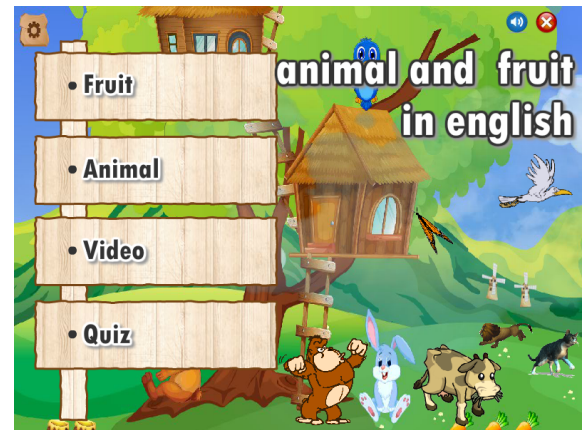 animal and fruit
in english
• Fruit
• Animal
• Video
• Quiz